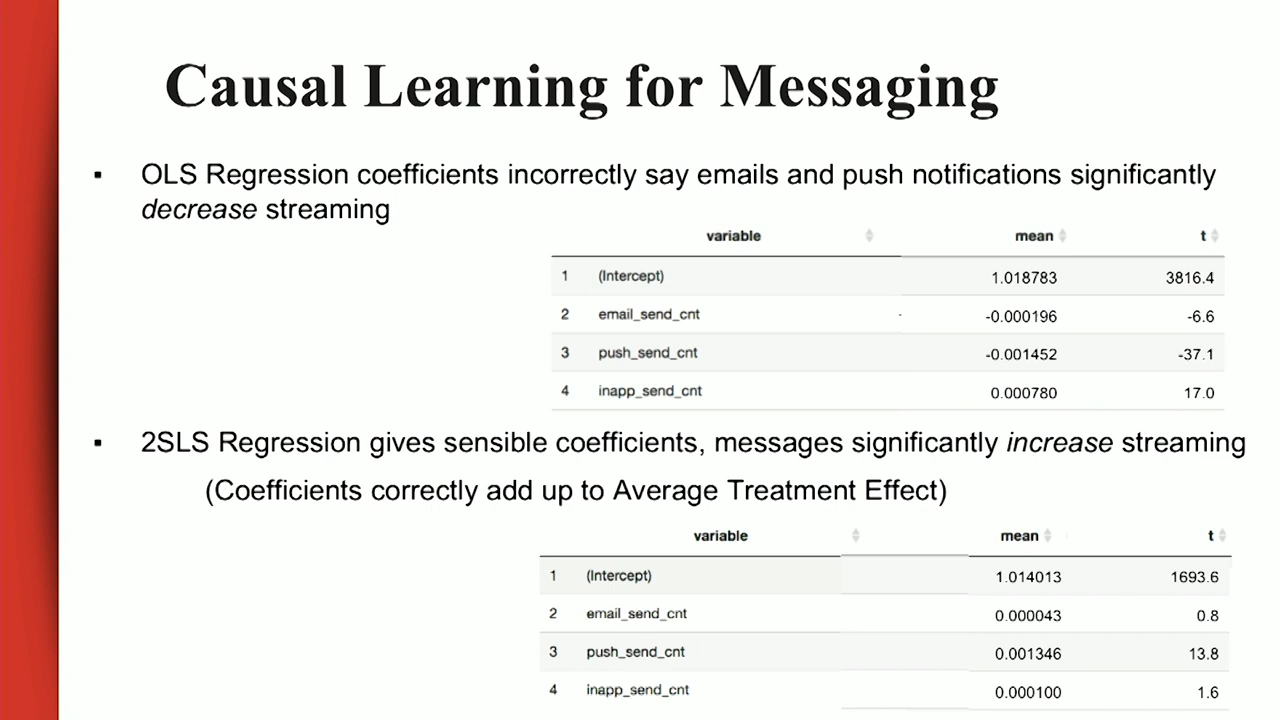 Causal Learning for Messaging
▪ OLS Regression coefficients incorrectly say emails and push notifications significantly
decrease streaming
variable mean t
1 (Intercept) 1.018783 3816.4
2 email_send_cnt -0.000196 -6.6
3 push_send_cnt -0.001452 -37.1
4 inapp_send_cnt 0.000780 17.0
▪ 2SLS Regression gives sensible coefficients, messages significantly increase streaming
(Coefficients correctly add up to Average Treatment Effect)
variable mean t
1 (Intercept) 1.014013 1693.6
2 email_send_cnt 0.000043 0.8
3 push_send_cnt 0.001346 13.8
4 inapp_send_cnt 0.000100 1.6